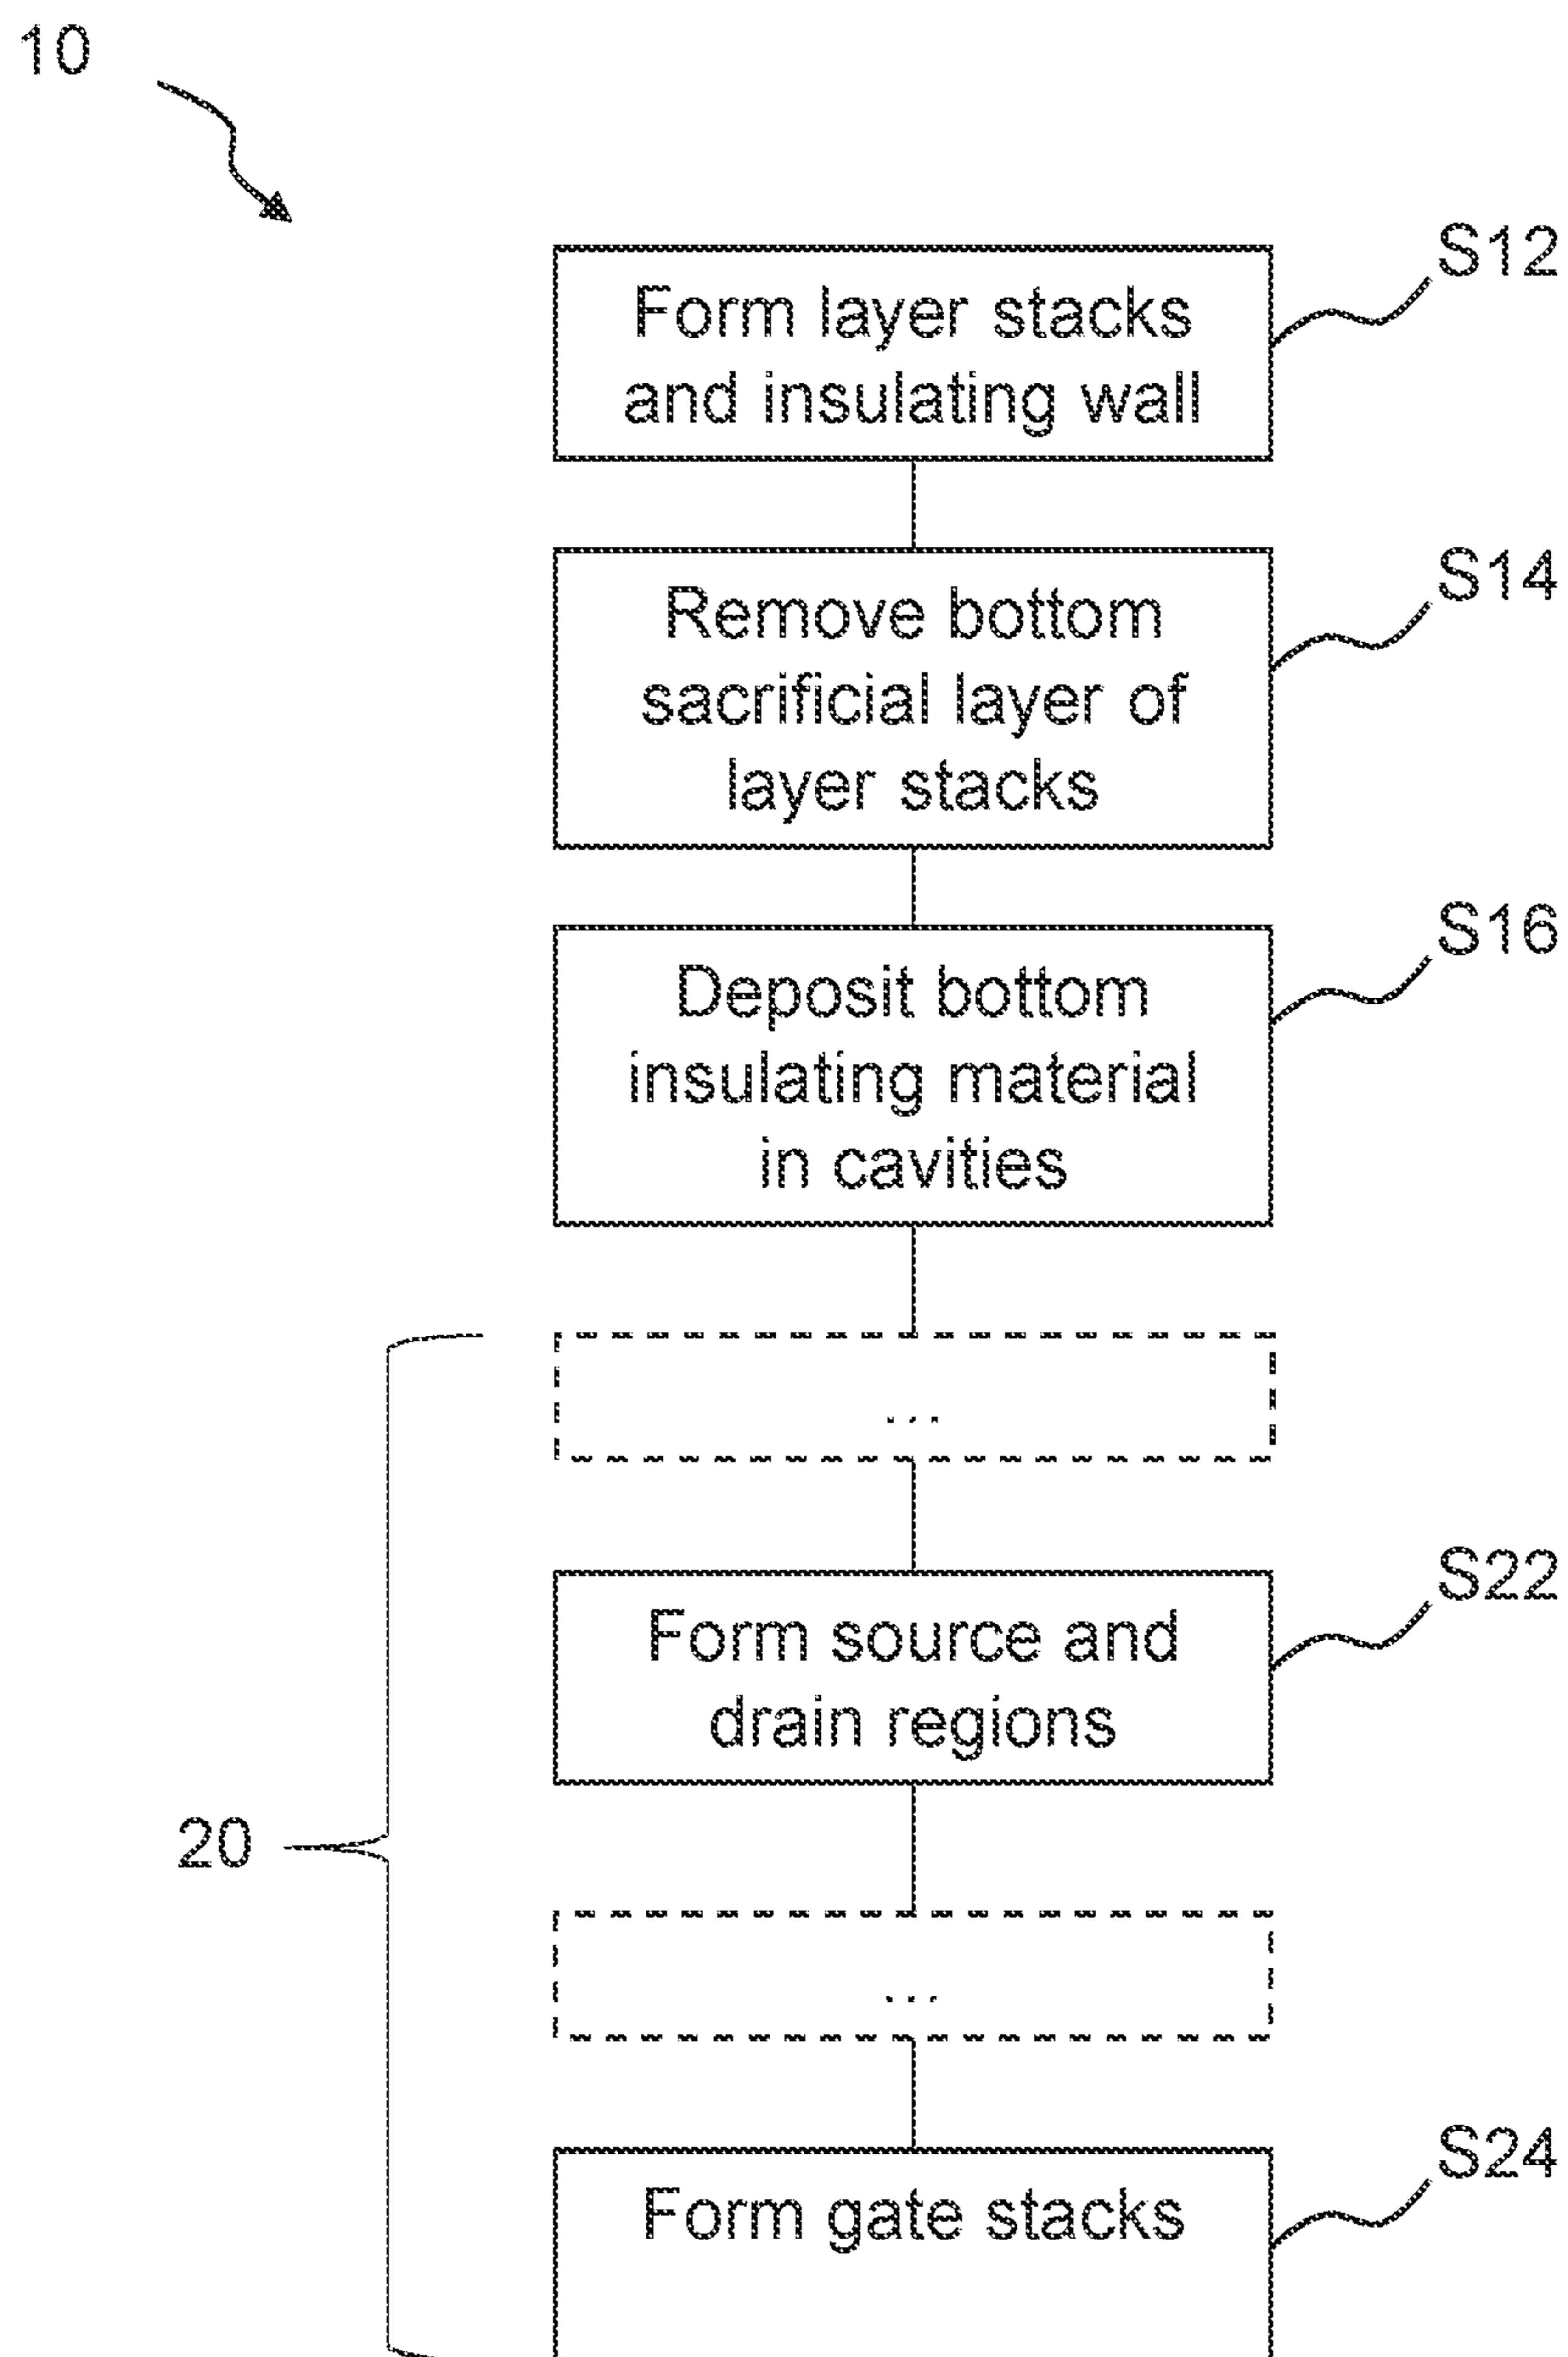 10
S12
Form layer stacks
and insulating wall
S14
Remove bottom
sacrificial layer of
layer stacks
S16
Deposit bottom
insulating material
in cavities
...
S22
Form source and
drain regions
20
...
S24
Form gate stacks